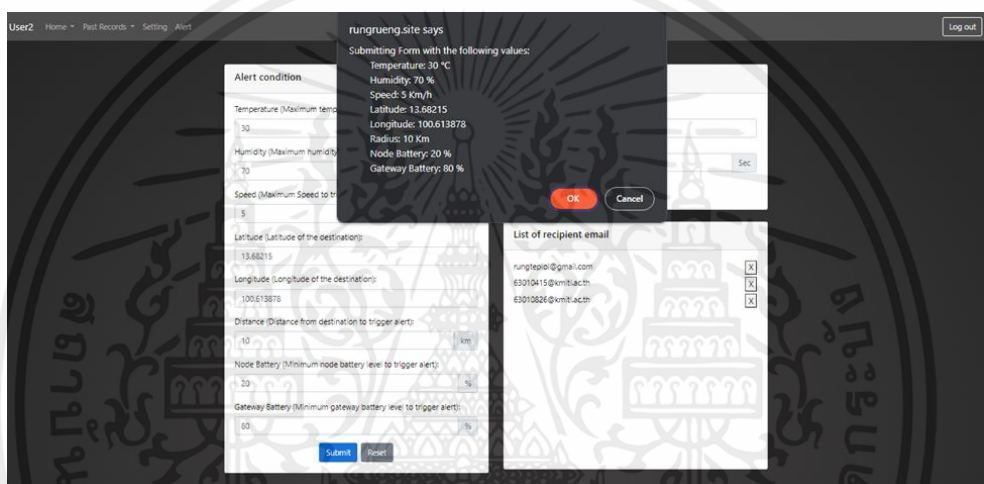 User2 Home Past Records Setting Alert
Log out
rungrueng.site says
Submitting Form with the following values:
Temperature: 30 °C
Humidity: 70 %
Speed: 5 Km/h
Latitude: 13.68215
Longitude: 100.613878
Radius: 10 Km
Node Battery: 20 %
Gateway Battery: 80 %
OK Cancel
Alert condition
Temperature (Maximum temp
30
Humidity (Maximum humidity
70
Speed (Maximum Speed to tr
5
Latitude (Latitude of the destination):
13.68215
Longitude (Longitude of the destination):
100.613878
Distance (Distance from destination to trigger alert):
10 km
Node Battery (Minimum node battery level to trigger alert):
20 %
Gateway Battery (Minimum gateway battery level to trigger alert):
80 %
Submit Reset
Sec
List of recipient email
rungtepioi@gmail.com X
63010415@kmitl.ac.th X
63010826@kmitl.ac.th X